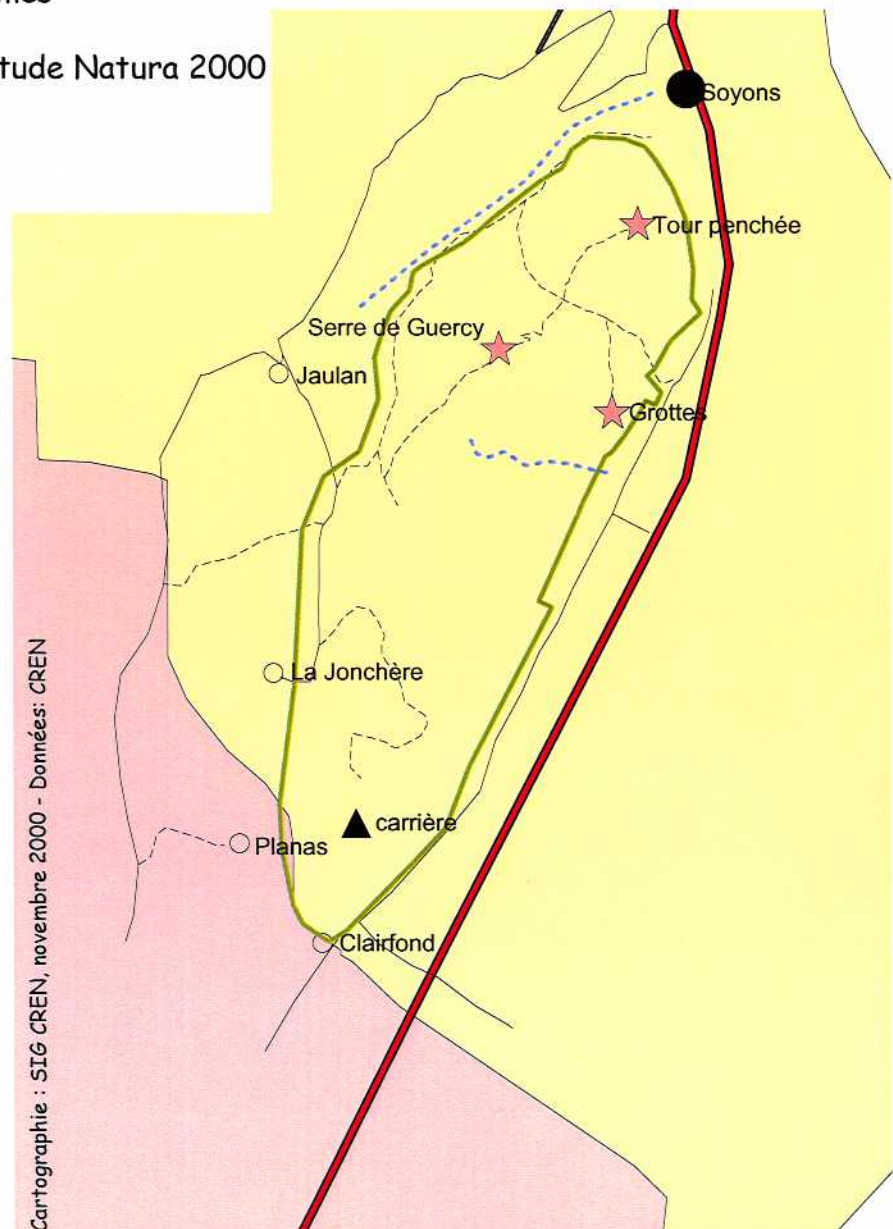 tude Natura 2000
Soyons
Tour penchée
Serre de Guercy
Jaulan
Grottes
La Jonchère
carrière
Planas
Clairfond
Cartographie : SIG CREN, novembre 2000 - Données: CREN